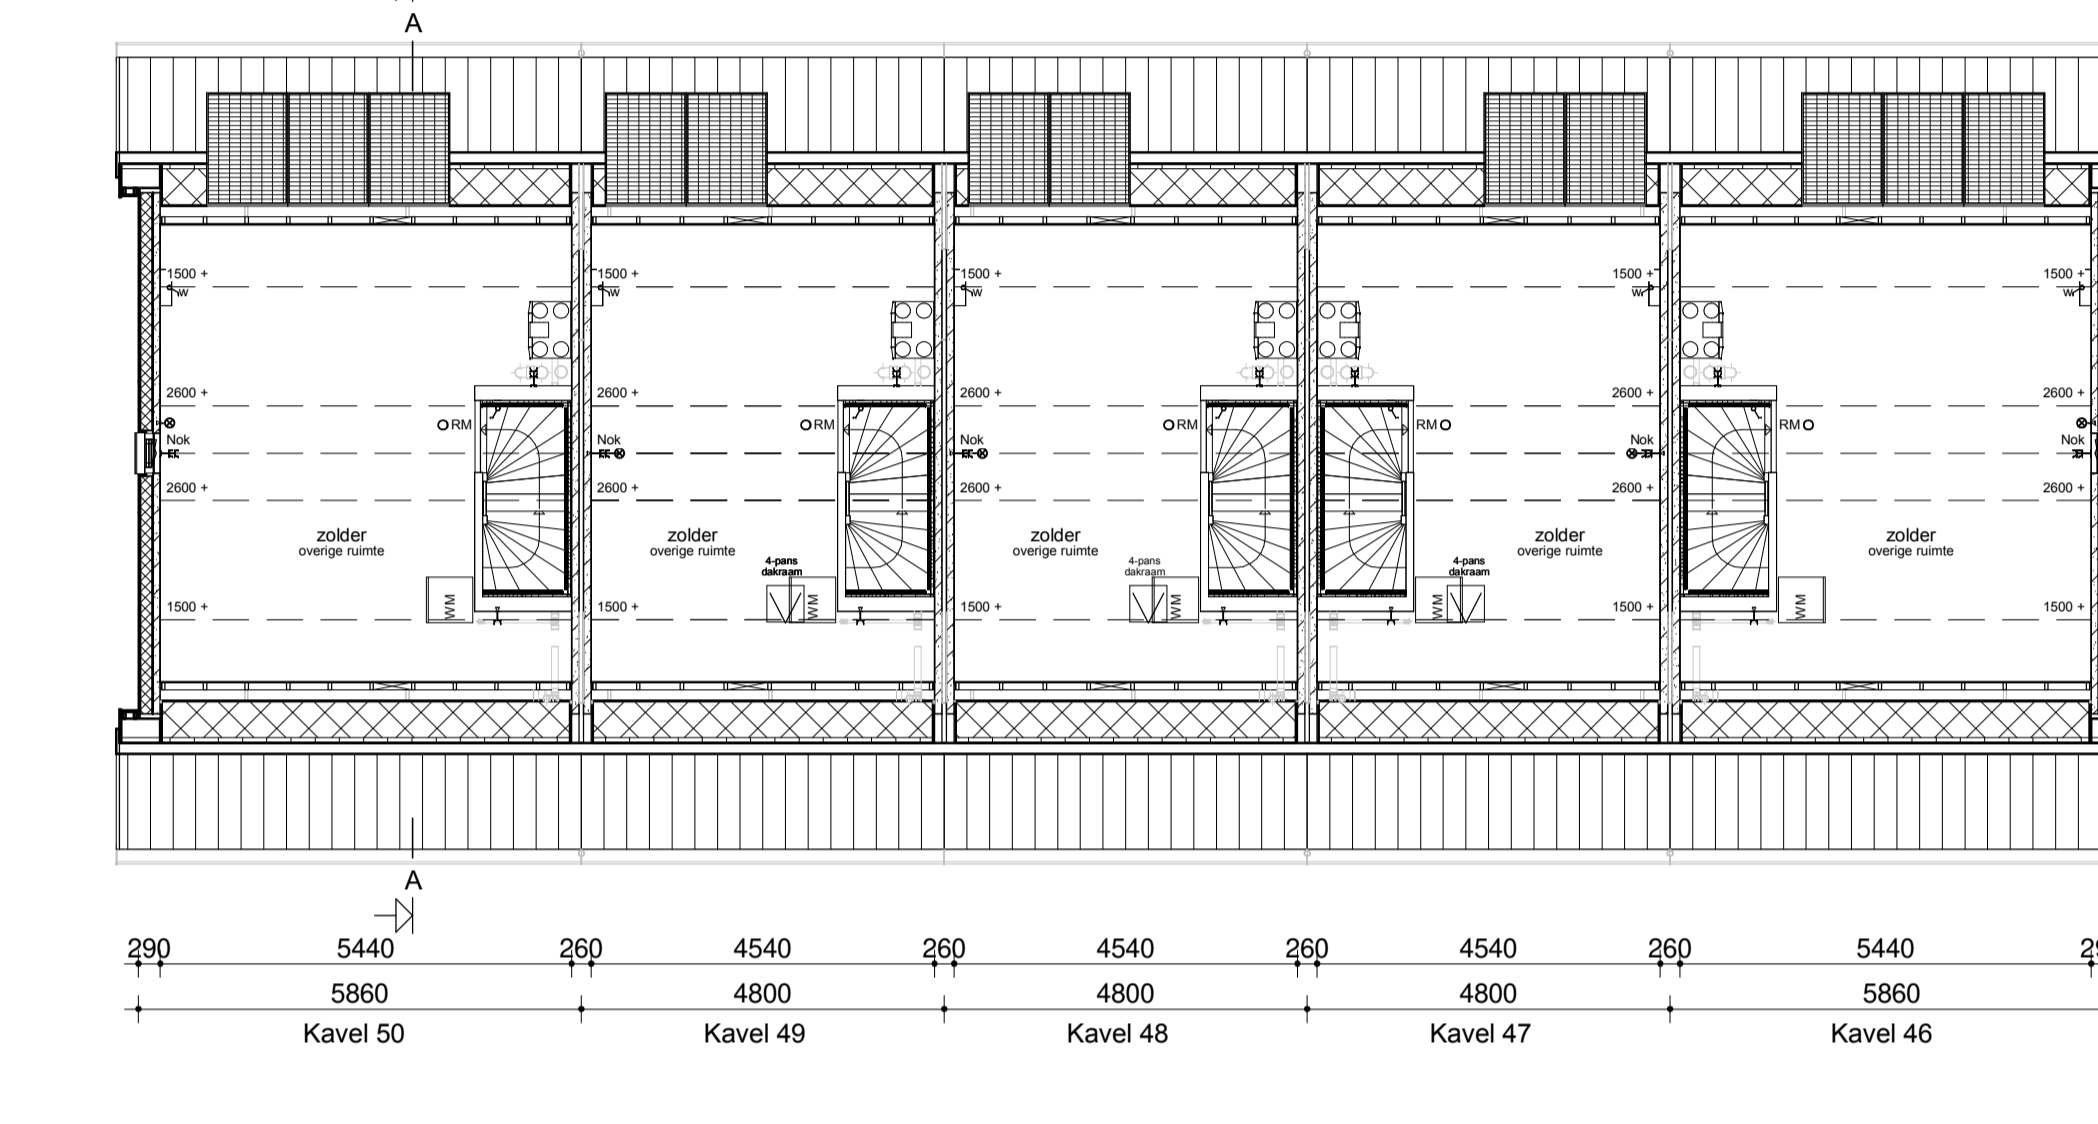 A
1500 + 1500 + 1500 + 1500 + 1500 +
W W W W W
2600 + 2600 + 2600 + 2600 + 2600 +
RM RM RM RM RM
Nok Nok Nok Nok Nok
2600 + 2600 + 2600 + 2600 + 2600 +
zolder zolder zolder zolder zolder
overige ruimte overige ruimte overige ruimte overige ruimte overige ruimte
4-pans 4-pans 4-pans
dakraam dakraam dakraam
WM WM WM WM WM
1500 + 1500 + 1500 + 1500 + 1500 +
A
290 5440 260 4540 260 4540 260 4540 260 5440
5860 4800 4800 4800 5860
Kavel 50 Kavel 49 Kavel 48 Kavel 47 Kavel 46